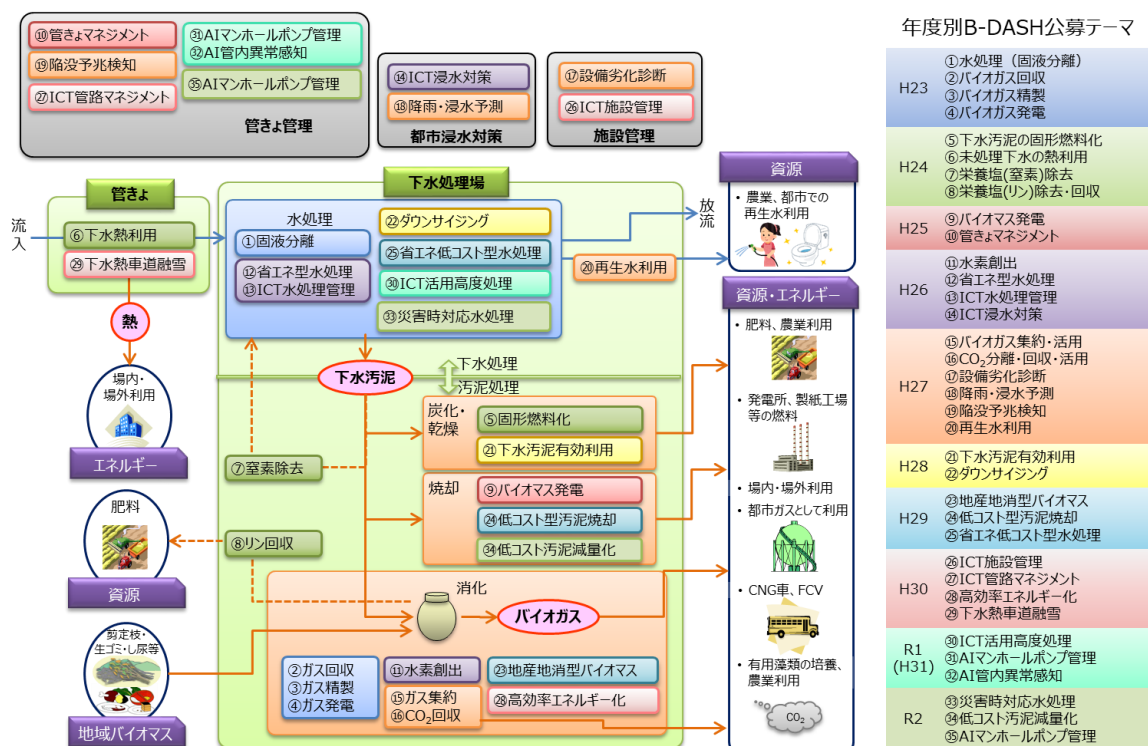 ⑩管きょマネジメント
⑲陥没予兆検知
㉗ICT管路マネジメント
㉛AIマンホールポンプ管理
㉜AI管内異常感知
㉟AIマンホールポンプ管理
管きょ管理
⑭ICT浸水対策
⑱降雨・浸水予測
都市浸水対策
⑰設備劣化診断
㉖ICT施設管理
施設管理
管きょ
流入
⑥下水熱利用
㉙下水熱車道融雪
熱
場内・
場外利用
エネルギー
肥料
資源
剪定枝・
生ゴミ・し尿等
地域バイオマス
下水処理場
水処理
①固液分離
⑫省エネ型水処理
⑬ICT水処理管理
㉒ダウンサイジング
㉕省エネ低コスト型水処理
㉚ICT活用高度処理
㉝災害時対応水処理
放流
⑳再生水利用
下水汚泥
下水処理
汚泥処理
⑦窒素除去
⑧リン回収
炭化・
乾燥
⑤固形燃料化
㉑下水汚泥有効利用
焼却
⑨バイオマス発電
㉔低コスト型汚泥焼却
㉞低コスト汚泥減量化
消化
バイオガス
②ガス回収
③ガス精製
④ガス発電
⑪水素創出
⑮ガス集約
⑯CO₂回収
㉓地産地消型バイオマス
㉘高効率エネルギー化
資源
• 農業、都市での
再生水利用
資源・エネルギー
• 肥料、農業利用
• 発電所、製紙工場
等の燃料
• 場内・場外利用
• 都市ガスとして利用
• CNG車、FCV
• 有用藻類の培養、
農業利用
CO₂
年度別B-DASH公募テーマ
H23
①水処理（固液分離）
②バイオガス回収
③バイオガス精製
④バイオガス発電
H24
⑤下水汚泥の固形燃料化
⑥未処理下水の熱利用
⑦栄養塩(窒素)除去
⑧栄養塩(リン)除去・回収
H25
⑨バイオマス発電
⑩管きょマネジメント
H26
⑪水素創出
⑫省エネ型水処理
⑬ICT水処理管理
⑭ICT浸水対策
H27
⑮バイオガス集約・活用
⑯CO₂分離・回収・活用
⑰設備劣化診断
⑱降雨・浸水予測
⑲陥没予兆検知
⑳再生水利用
H28
㉑下水汚泥有効利用
㉒ダウンサイジング
H29
㉓地産地消型バイオマス
㉔低コスト型汚泥焼却
㉕省エネ低コスト型水処理
H30
㉖ICT施設管理
㉗ICT管路マネジメント
㉘高効率エネルギー化
㉙下水熱車道融雪
R1
(H31)
㉚ICT活用高度処理
㉛AIマンホールポンプ管理
㉜AI管内異常感知
R2
㉝災害時対応水処理
㉞低コスト汚泥減量化
㉟AIマンホールポンプ管理